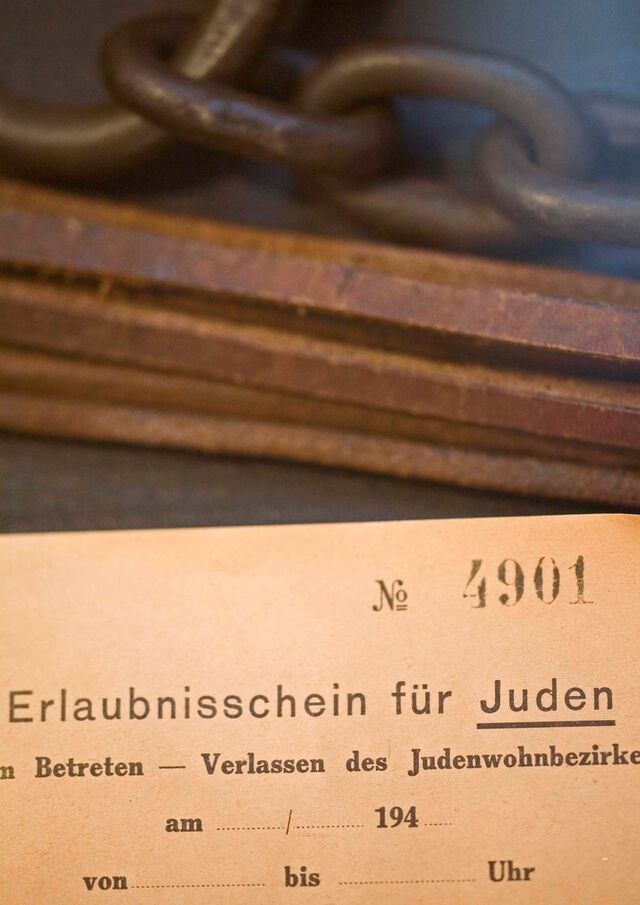 № 4901
Erlaubnisschein für Juden
Betreten — Verlassen des Judenwohnbezirke
am ........../.......... 194 .....
von .................... bis .................... Uhr